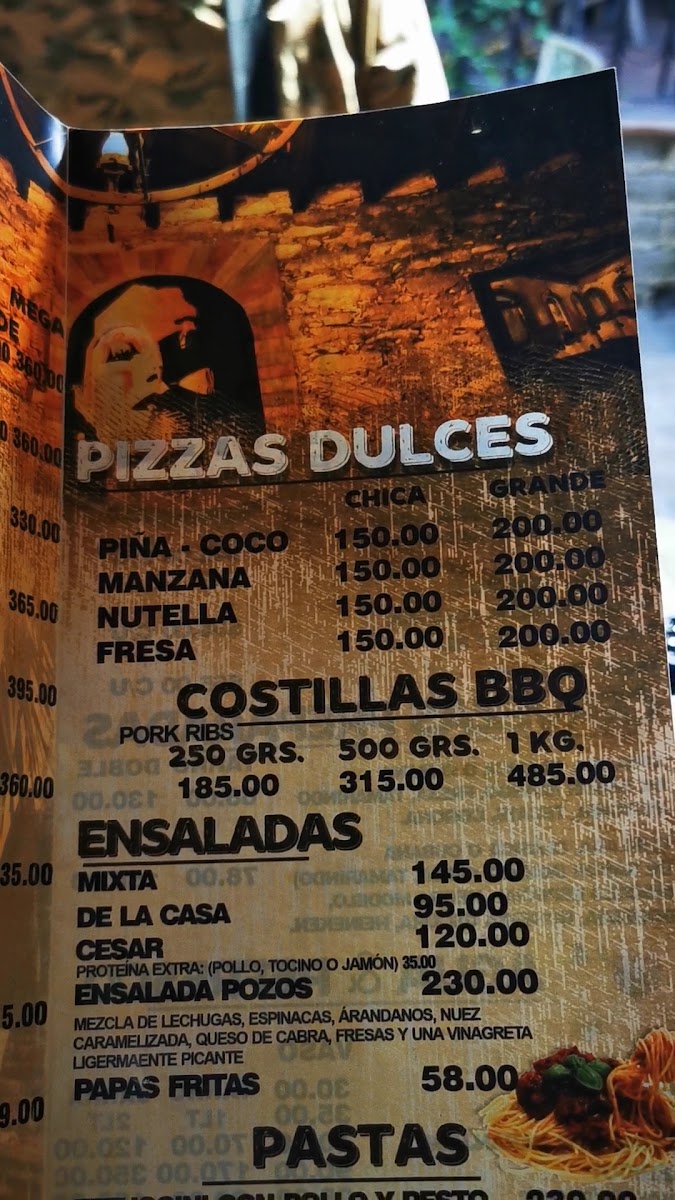 MEGA
360.00
360.00
330.00
365.00
395.00
360.00
35.00
5.00
9.00
PIZZAS DULCES
CHICA GRANDE
PIÑA - COCO 150.00 200.00
MANZANA 150.00 200.00
NUTELLA 150.00 200.00
FRESA 150.00 200.00
COSTILLAS BBQ
PORK RIBS
250 GRS. 500 GRS. 1 KG.
185.00 315.00 485.00
ENSALADAS
MIXTA 145.00
DE LA CASA 95.00
CESAR 120.00
PROTEÍNA EXTRA: (POLLO, TOCINO O JAMÓN) 35.00
ENSALADA POZOS 230.00
MEZCLA DE LECHUGAS, ESPINACAS, ÁRANDANOS, NUEZ
CARAMELIZADA, QUESO DE CABRA, FRESAS Y UNA VINAGRETA
LIGERMAENTE PICANTE
PAPAS FRITAS 58.00
PASTAS
CON POLLO Y PESTO